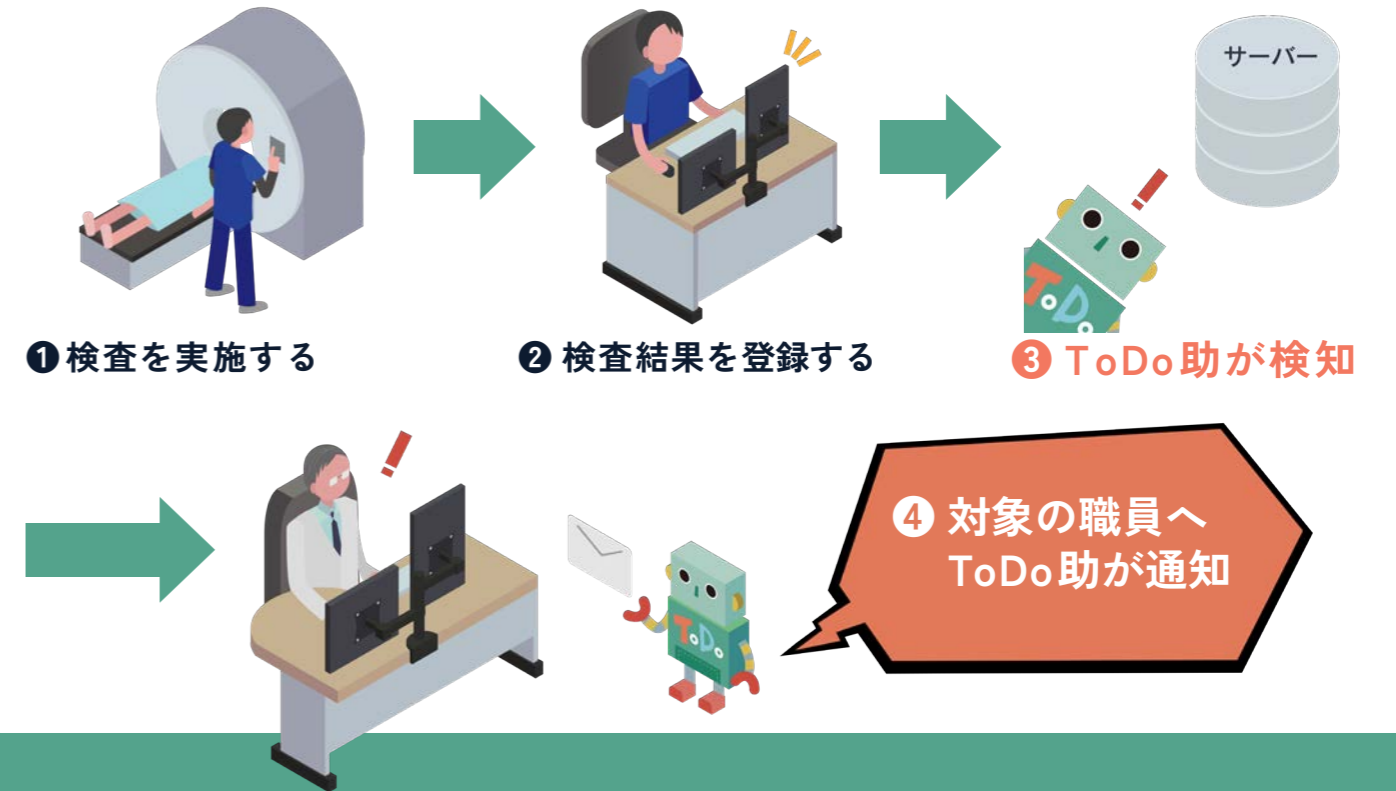 サーバー
ToDo
❶検査を実施する
❷ 検査結果を登録する
❸ ToDo助が検知
❹ 対象の職員へ
ToDo助が通知
ToDo